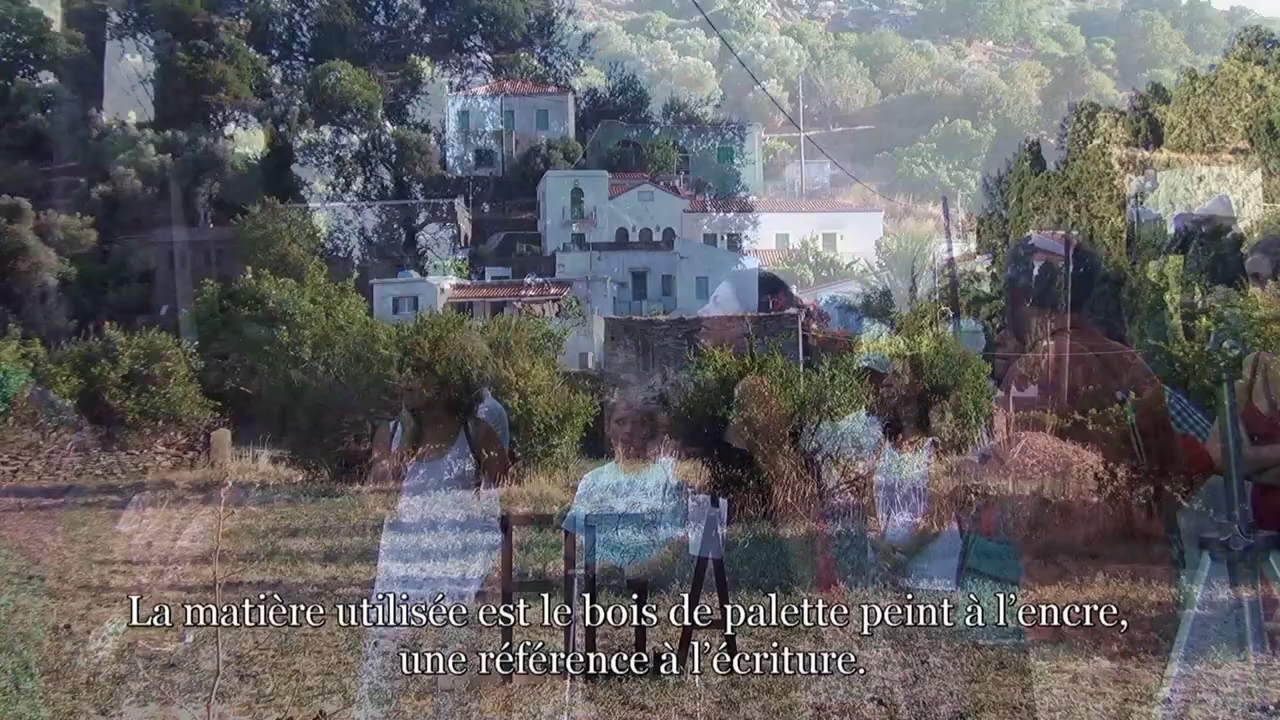 La matière utilisée est le bois de palette peint à l’encre,
une référence à l’écriture.